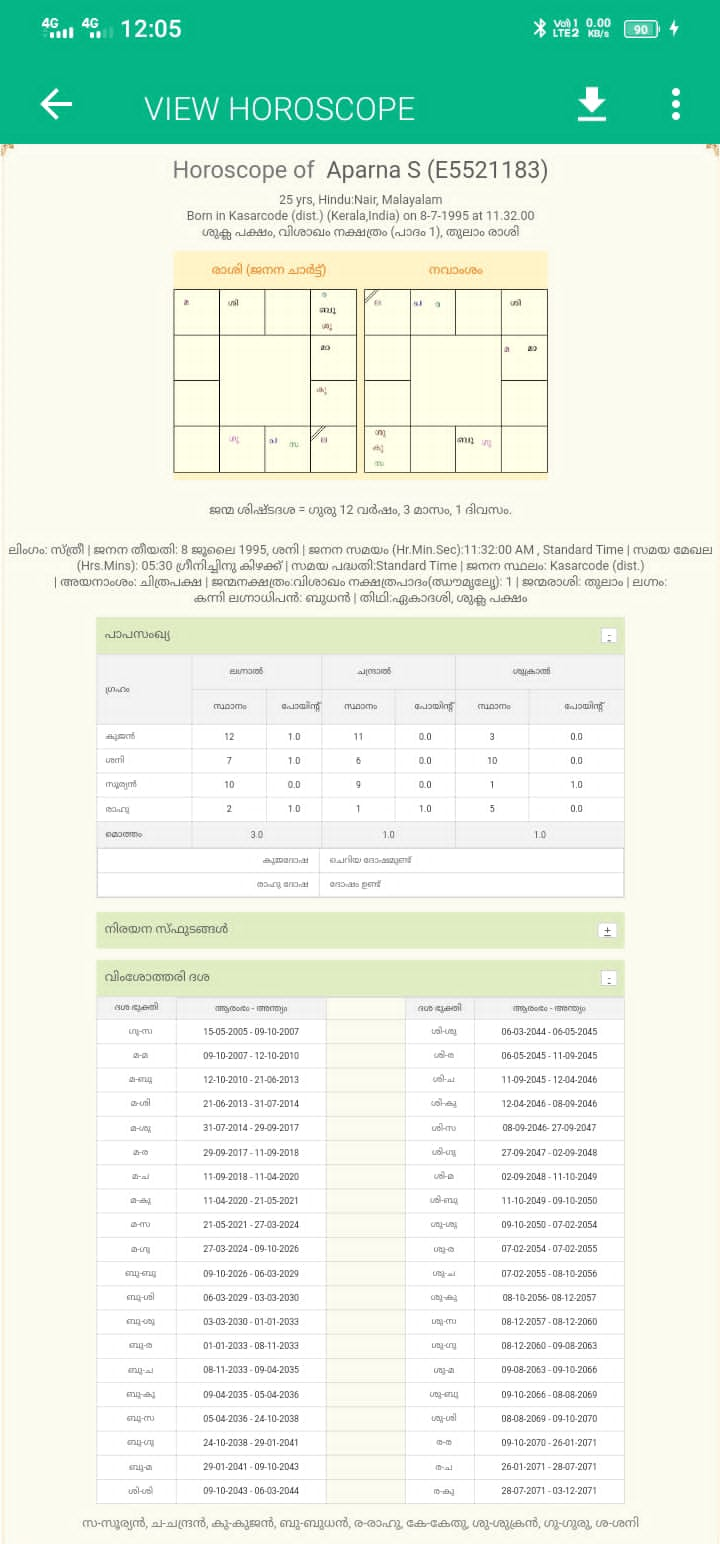 4G 4G 12:05 Vo)) 1 LTE2 0.00 KB/s 90
VIEW HOROSCOPE
Horoscope of Aparna S (E5521183)
25 yrs, Hindu:Nair, Malayalam
Born in Kasarcode (dist.) (Kerala,India) on 8-7-1995 at 11.32.00
ശുക്ല പക്ഷം, വിശാഖം നക്ഷത്രം (പാദം 1), തുലാം രാശി
രാശി (ജനന ചാർട്ട്) നവാംശം
മ ശി ര ല ച ര ശി
ബു
ശു
മാ മ മാ
കു
ഗു ച സ ല ശു ബു ഗു
കു
സ
ജന്മ ശിഷ്ടദശ = ഗുരു 12 വർഷം, 3 മാസം, 1 ദിവസം.
ലിംഗം: സ്ത്രീ | ജനന തീയതി: 8 ജൂലൈ 1995, ശനി | ജനന സമയം (Hr.Min.Sec):11:32:00 AM , Standard Time | സമയ മേഖല
(Hrs.Mins): 05:30 ഗ്രീനിച്ചിനു കിഴക്ക് | സമയ പദ്ധതി:Standard Time | ജനന സ്ഥലം: Kasarcode (dist.)
| അയനാംശം: ചിത്രപക്ഷ | ജന്മനക്ഷത്രം:വിശാഖം നക്ഷത്രപാദം 1 | ജന്മരാശി: തുലാം | ലഗ്നം:
കന്നി ലഗ്നാധിപൻ: ബുധൻ | തിഥി:ഏകാദശി, ശുക്ല പക്ഷം
പാപസംഖ്യ -
ലഗ്നാൽ ചന്ദ്രാൽ ശുക്രാൽ
ഗ്രഹം
സ്ഥാനം പോയിന്റ് സ്ഥാനം പോയിന്റ് സ്ഥാനം പോയിന്റ്
കുജൻ 12 1.0 11 0.0 3 0.0
ശനി 7 1.0 6 0.0 10 0.0
സൂര്യൻ 10 0.0 9 0.0 1 1.0
രാഹു 2 1.0 1 1.0 5 0.0
മൊത്തം 3.0 1.0 1.0
കുജദോഷ ചെറിയ ദോഷമുണ്ട്
രാഹു ദോഷ ദോഷം ഉണ്ട്
നിരയന സ്ഫുടങ്ങൾ +
വിംശോത്തരി ദശ -
ദശ ഭുക്തി ആരംഭം - അന്ത്യം ദശ ഭുക്തി ആരംഭം - അന്ത്യം
ഗു-സ 15-05-2005 - 09-10-2007 ശി-ശു 06-03-2044 - 06-05-2045
മ-മ 09-10-2007 - 12-10-2010 ശി-ര 06-05-2045 - 11-09-2045
മ-ബു 12-10-2010 - 21-06-2013 ശി-ച 11-09-2045 - 12-04-2046
മ-ശി 21-06-2013 - 31-07-2014 ശി-കു 12-04-2046 - 08-09-2046
മ-ശു 31-07-2014 - 29-09-2017 ശി-സ 08-09-2046- 27-09-2047
മ-ര 29-09-2017 - 11-09-2018 ശി-ഗു 27-09-2047 - 02-09-2048
മ-ച 11-09-2018 - 11-04-2020 ശി-മ 02-09-2048 - 11-10-2049
മ-കു 11-04-2020 - 21-05-2021 ശി-ബു 11-10-2049 - 09-10-2050
മ-സ 21-05-2021 - 27-03-2024 ശു-ശു 09-10-2050 - 07-02-2054
മ-ഗു 27-03-2024 - 09-10-2026 ശു-ര 07-02-2054 - 07-02-2055
ബു-ബു 09-10-2026 - 06-03-2029 ശു-ച 07-02-2055 - 08-10-2056
ബു-ശി 06-03-2029 - 03-03-2030 ശു-കു 08-10-2056- 08-12-2057
ബു-ശു 03-03-2030 - 01-01-2033 ശു-സ 08-12-2057 - 08-12-2060
ബു-ര 01-01-2033 - 08-11-2033 ശു-ഗു 08-12-2060 - 09-08-2063
ബു-ച 08-11-2033 - 09-04-2035 ശു-മ 09-08-2063 - 09-10-2066
ബു-കു 09-04-2035 - 05-04-2036 ശു-ബു 09-10-2066 - 08-08-2069
ബു-സ 05-04-2036 - 24-10-2038 ശു-ശി 08-08-2069 - 09-10-2070
ബു-ഗു 24-10-2038 - 29-01-2041 ര-ര 09-10-2070 - 26-01-2071
ബു-മ 29-01-2041 - 09-10-2043 ര-ച 26-01-2071 - 28-07-2071
ശി-ശി 09-10-2043 - 06-03-2044 ര-കു 28-07-2071 - 03-12-2071
സ-സൂര്യൻ, ച-ചന്ദ്രൻ, കു-കുജൻ, ബു-ബുധൻ, ര-രാഹു, കേ-കേതു, ശു-ശുക്രൻ, ഗു-ഗുരു, ശ-ശനി